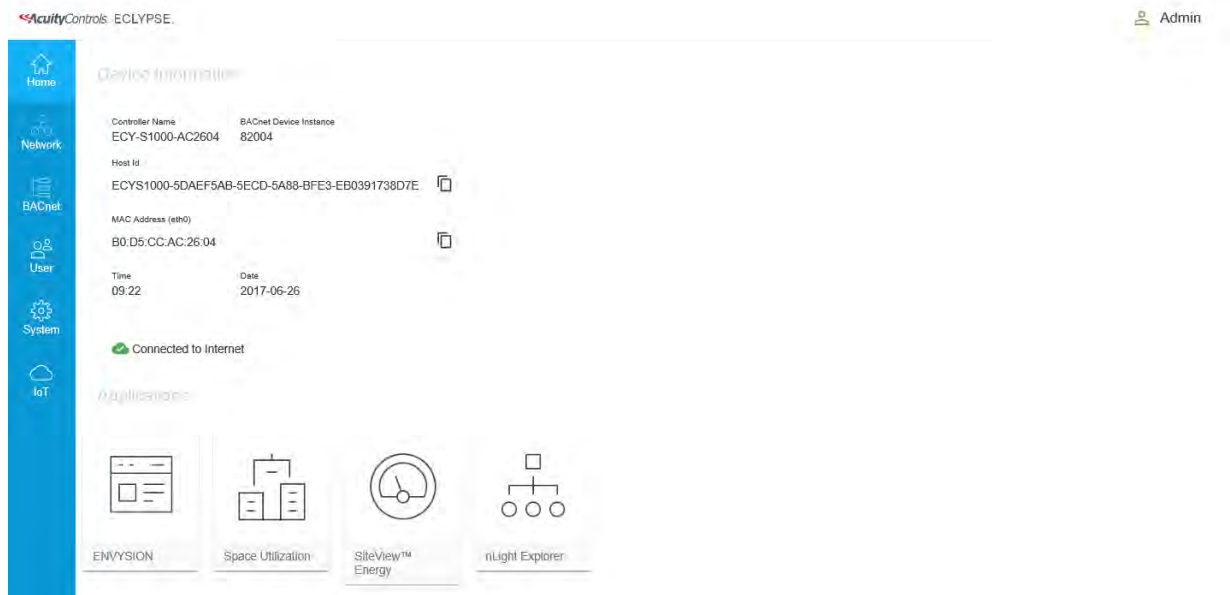 AcuityControls. ECLYPSE.
Admin
Home
Network
BACnet
User
System
IoT
Device Information
Controller Name
BACnet Device Instance
ECY-S1000-AC2604
82004
Host Id
ECYS1000-5DAEF5AB-5ECD-5A88-BFE3-EB0391738D7E
MAC Address (eth0)
B0:D5:CC:AC:26:04
Time
Date
09:22
2017-06-26
Connected to Internet
Applications
ENVYSION
Space Utilization
SiteView™
Energy
nLight Explorer